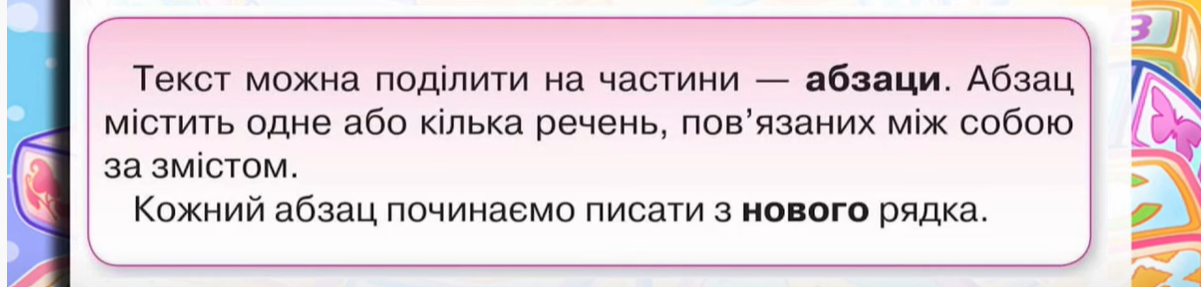 Текст можна поділити на частини — абзаци. Абзац
містить одне або кілька речень, пов’язаних між собою
за змістом.
Кожний абзац починаємо писати з нового рядка.